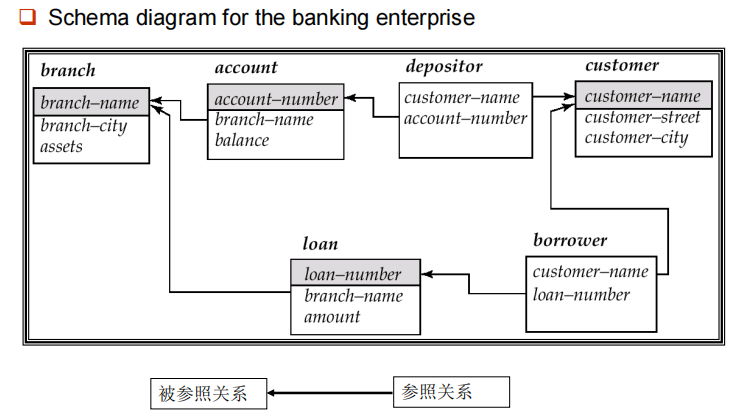 Schema diagram for the banking enterprise
branch
branch–name
branch–city
assets
account
account–number
branch–name
balance
depositor
customer–name
account–number
customer
customer–name
customer–street
customer–city
loan
loan–number
branch–name
amount
borrower
customer–name
loan–number
被参照关系
参照关系